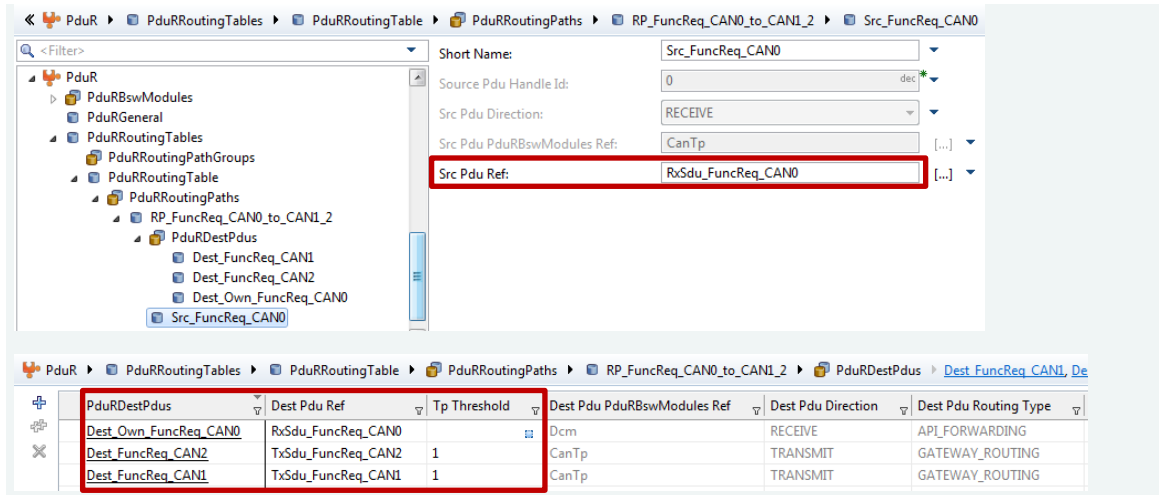 « PduR ▸ PduRRoutingTables ▸ PduRRoutingTable ▸ PduRRoutingPaths ▸ RP_FuncReq_CAN0_to_CAN1_2 ▸ Src_FuncReq_CAN0
<Filter>
PduR
PduRBswModules
PduRGeneral
PduRRoutingTables
PduRRoutingPathGroups
PduRRoutingTable
PduRRoutingPaths
RP_FuncReq_CAN0_to_CAN1_2
PduRDestPdus
Dest_FuncReq_CAN1
Dest_FuncReq_CAN2
Dest_Own_FuncReq_CAN0
Src_FuncReq_CAN0
Short Name: Src_FuncReq_CAN0
Source Pdu Handle Id: 0 dec *
Src Pdu Direction: RECEIVE
Src Pdu PduRBswModules Ref: CanTp [...]
Src Pdu Ref: RxSdu_FuncReq_CAN0 [...]
PduR ▸ PduRRoutingTables ▸ PduRRoutingTable ▸ PduRRoutingPaths ▸ RP_FuncReq_CAN0_to_CAN1_2 ▸ PduRDestPdus ▸ Dest_FuncReq_CAN1, De
PduRDestPdus Dest Pdu Ref Tp Threshold Dest Pdu PduRBswModules Ref Dest Pdu Direction Dest Pdu Routing Type
Dest_Own_FuncReq_CAN0 RxSdu_FuncReq_CAN0 Dcm RECEIVE API_FORWARDING
Dest_FuncReq_CAN2 TxSdu_FuncReq_CAN2 1 CanTp TRANSMIT GATEWAY_ROUTING
Dest_FuncReq_CAN1 TxSdu_FuncReq_CAN1 1 CanTp TRANSMIT GATEWAY_ROUTING